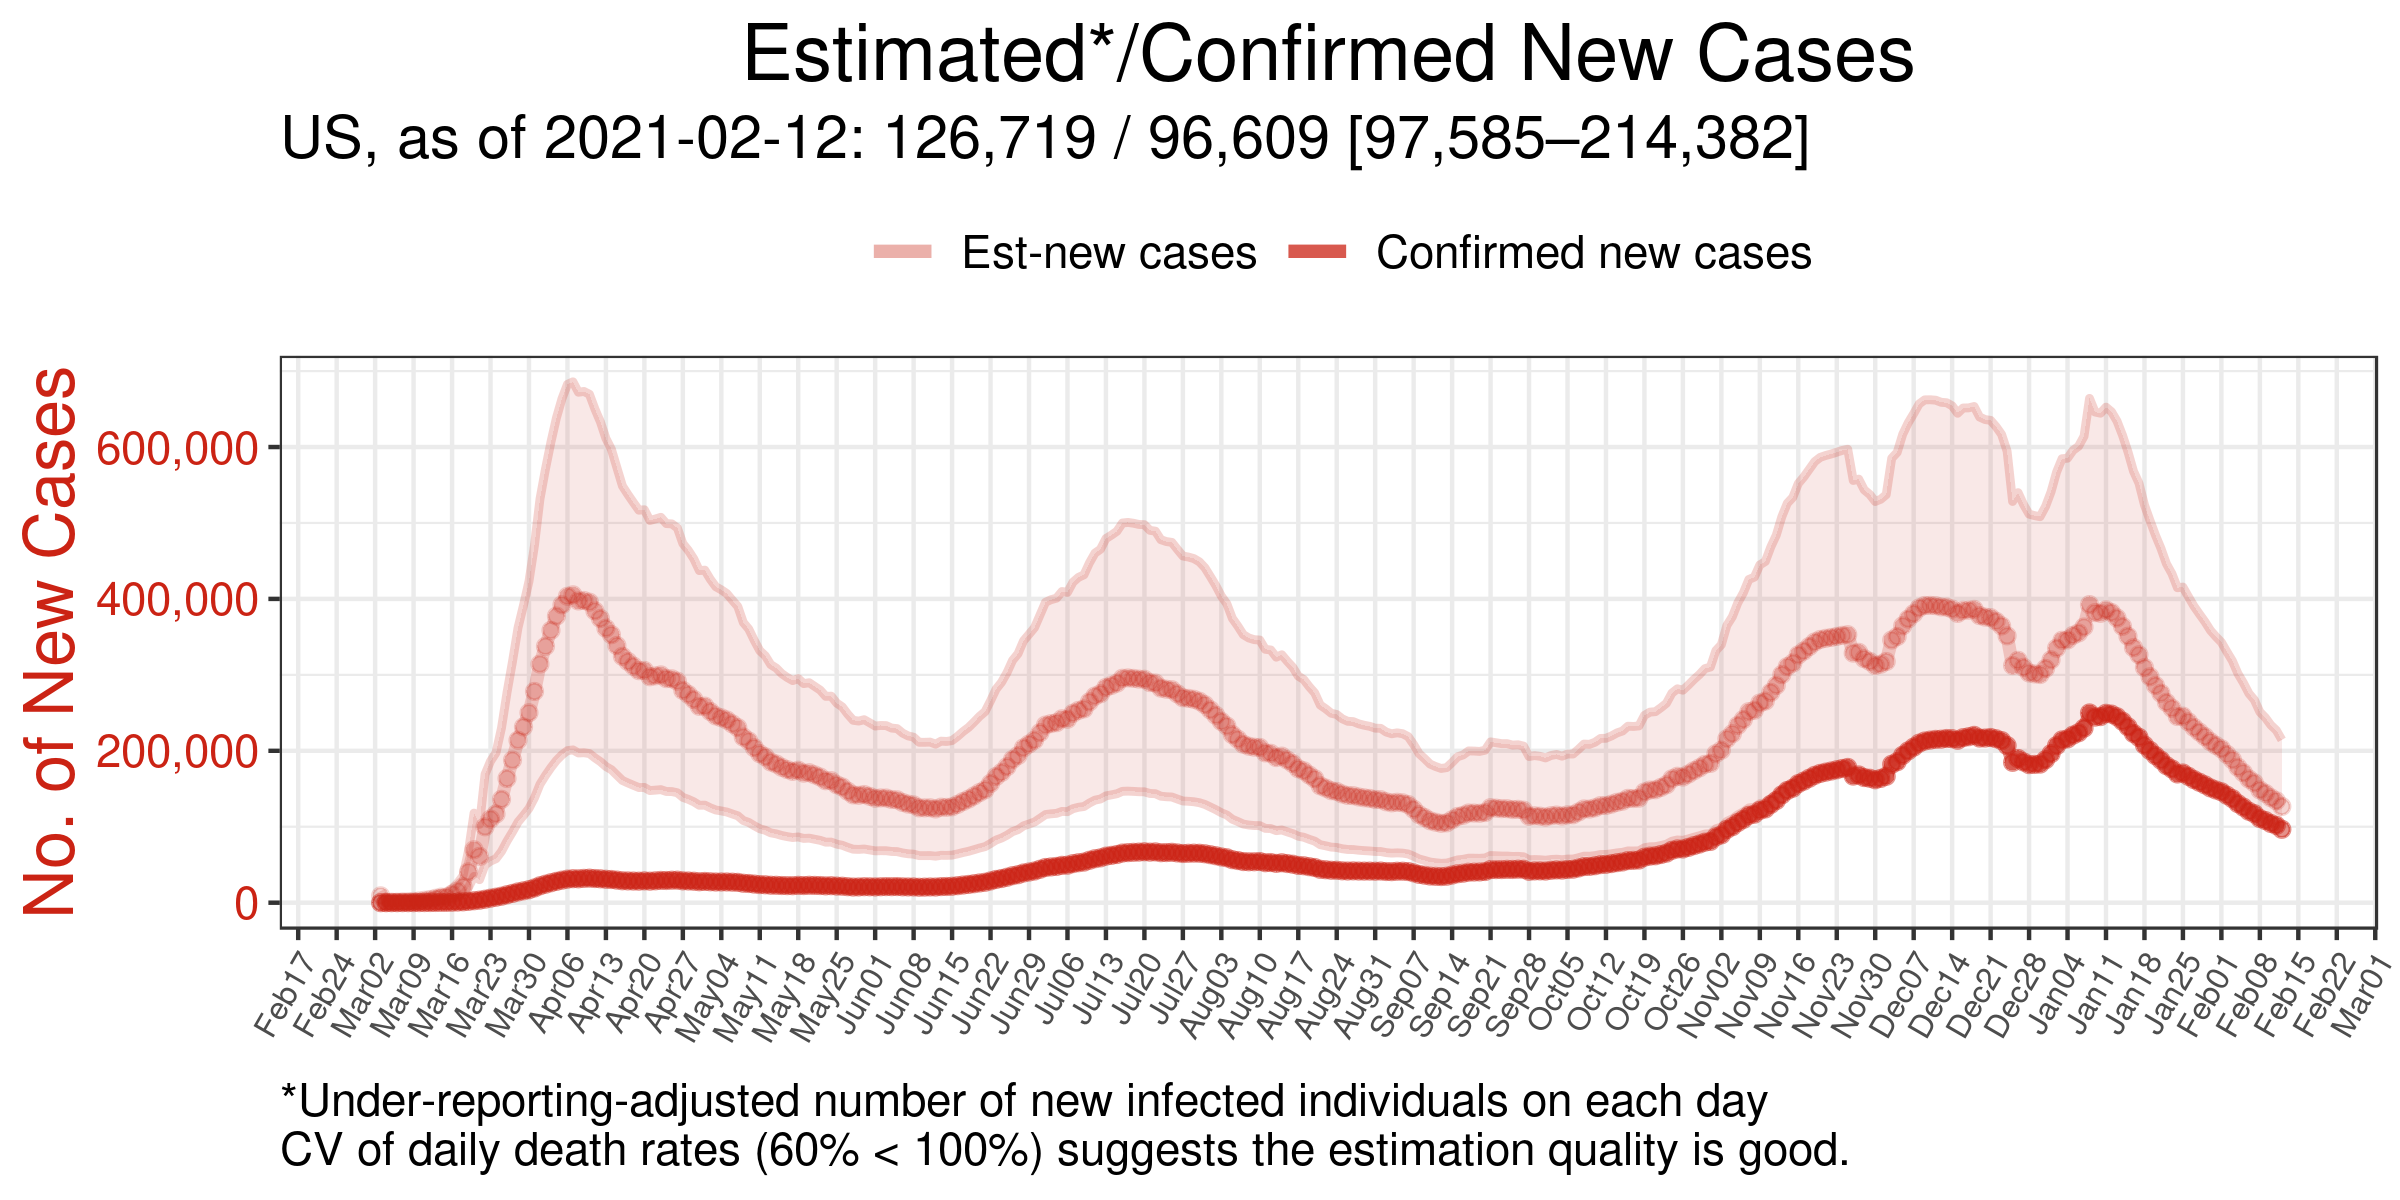 Estimated*/Confirmed New Cases
US, as of 2021-02-12: 126,719 / 96,609 [97,585–214,382]
Est-new cases
Confirmed new cases
No. of New Cases
600,000
400,000
200,000
0
Feb17
Feb24
Mar02
Mar09
Mar16
Mar23
Mar30
Apr06
Apr13
Apr20
Apr27
May04
May11
May18
May25
Jun01
Jun08
Jun15
Jun22
Jun29
Jul06
Jul13
Jul20
Jul27
Aug03
Aug10
Aug17
Aug24
Aug31
Sep07
Sep14
Sep21
Sep28
Oct05
Oct12
Oct19
Oct26
Nov02
Nov09
Nov16
Nov23
Nov30
Dec07
Dec14
Dec21
Dec28
Jan04
Jan11
Jan18
Jan25
Feb01
Feb08
Feb15
Feb22
Mar01
*Under-reporting-adjusted number of new infected individuals on each day
CV of daily death rates (60% < 100%) suggests the estimation quality is good.